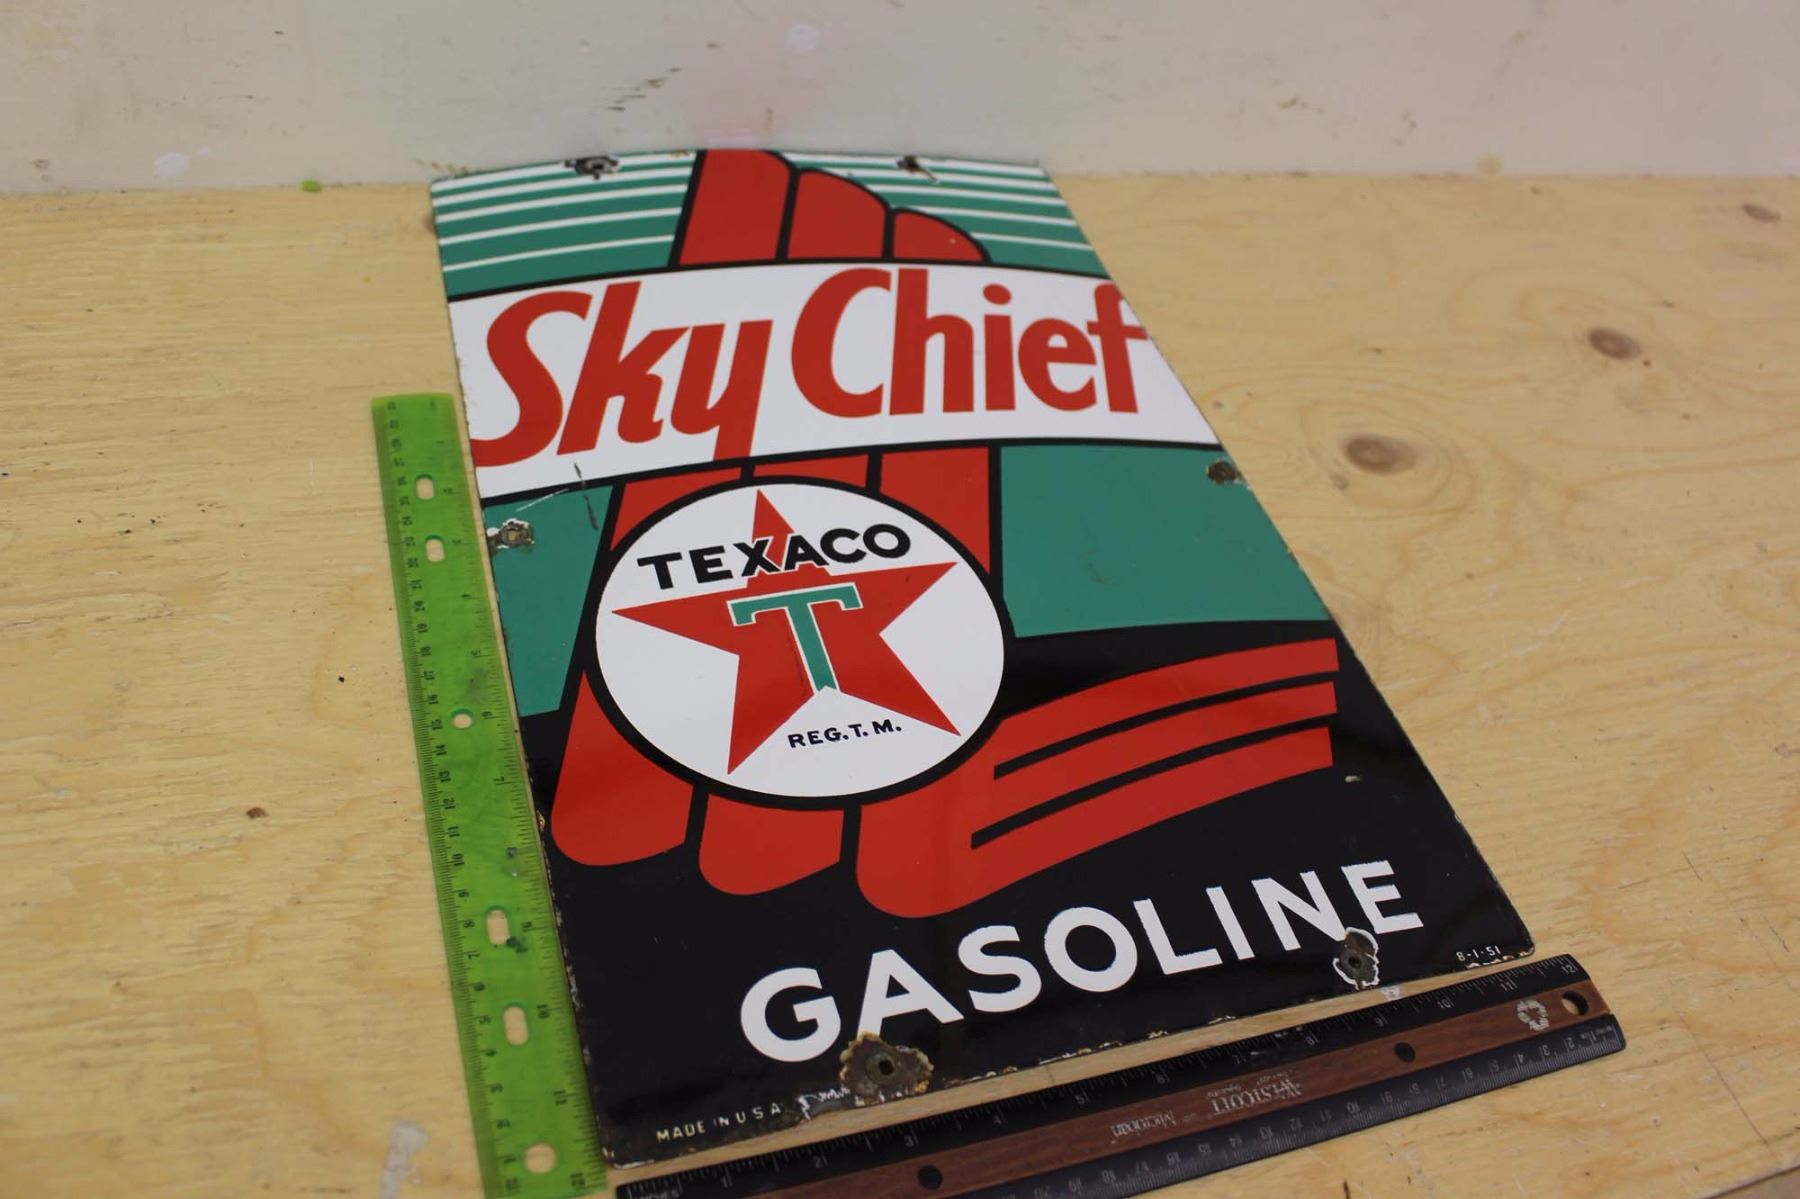 Sky Chief
TEXACO
T
REG. T. M.
GASOLINE
8-1-51
MADE IN U S A
WESTCOTT